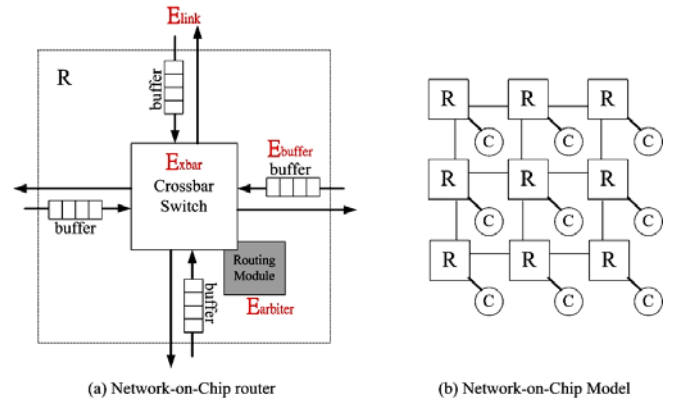 Elink
R
buffer
Exbar
Crossbar
Switch
Ebuffer
buffer
buffer
Routing
Module
buffer
Earbiter
(a) Network-on-Chip router
R R R
C C C
R R R
C C C
R R R
C C C
(b) Network-on-Chip Model